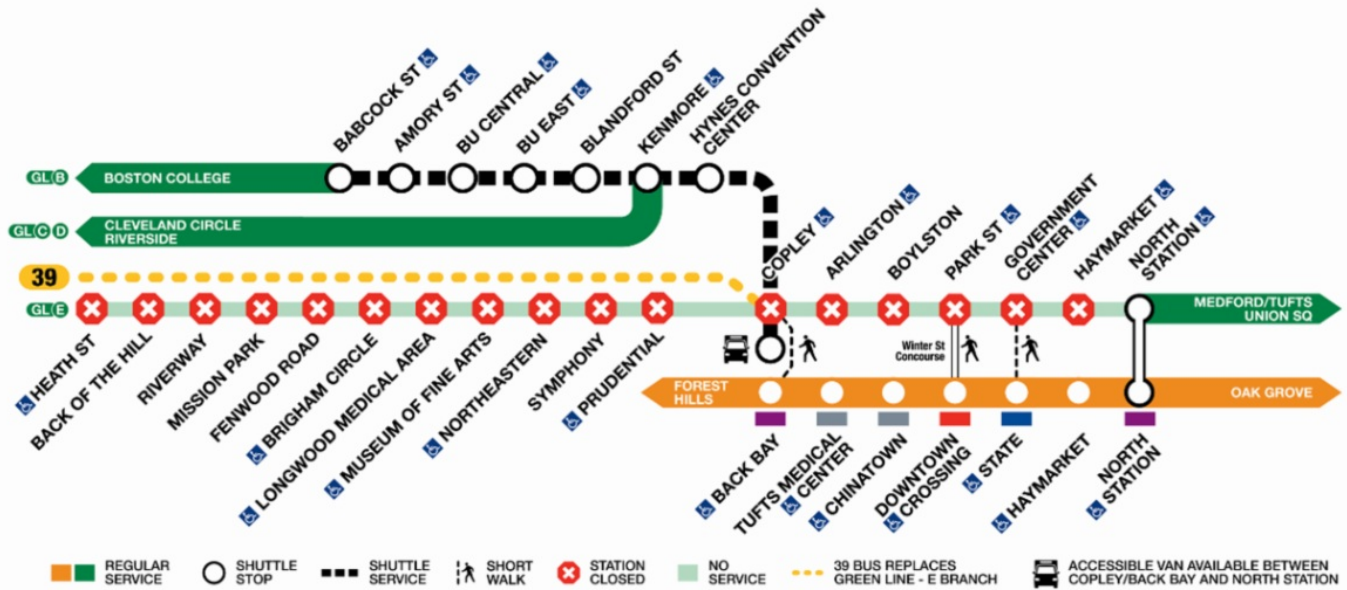 BABCOCK ST
AMORY ST
BU CENTRAL
BU EAST
BLANDFORD ST
KENMORE
HYNES CONVENTION
CENTER
GL B
BOSTON COLLEGE
GL C D
CLEVELAND CIRCLE
RIVERSIDE
COPLEY
ARLINGTON
BOYLSTON
PARK ST
GOVERNMENT
CENTER
HAYMARKET
NORTH
STATION
39
GL E
MEDFORD/TUFTS
UNION SQ
HEATH ST
BACK OF THE HILL
RIVERWAY
MISSION PARK
FENWOOD ROAD
BRIGHAM CIRCLE
LONGWOOD MEDICAL AREA
MUSEUM OF FINE ARTS
NORTHEASTERN
SYMPHONY
PRUDENTIAL
Winter St
Concourse
FOREST
HILLS
OAK GROVE
BACK BAY
TUFTS MEDICAL
CENTER
CHINATOWN
DOWNTOWN
CROSSING
STATE
HAYMARKET
NORTH
STATION
REGULAR
SERVICE
SHUTTLE
STOP
SHUTTLE
SERVICE
SHORT
WALK
STATION
CLOSED
NO
SERVICE
39 BUS REPLACES
GREEN LINE - E BRANCH
ACCESSIBLE VAN AVAILABLE BETWEEN
COPLEY/BACK BAY AND NORTH STATION